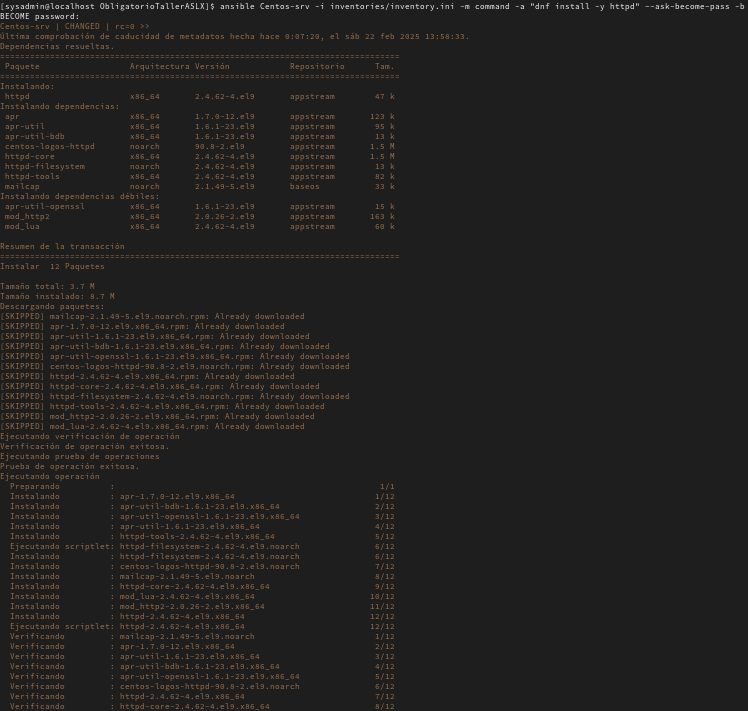 [sysadmin@localhost ObligatorioTallerASLX]$ ansible Centos-srv -i inventories/inventory.ini -m command -a "dnf install -y httpd" --ask-become-pass -b
BECOME password:
Centos-srv | CHANGED | rc=0 >>
Última comprobación de caducidad de metadatos hecha hace 0:07:20, el sáb 22 feb 2025 13:58:33.
Dependencias resueltas.
================================================================================
Paquete Arquitectura Versión Repositorio Tam.
================================================================================
Instalando:
httpd x86_64 2.4.62-4.el9 appstream 47 k
Instalando dependencias:
apr x86_64 1.7.0-12.el9 appstream 123 k
apr-util x86_64 1.6.1-23.el9 appstream 95 k
apr-util-bdb x86_64 1.6.1-23.el9 appstream 13 k
centos-logos-httpd noarch 90.8-2.el9 appstream 1.5 M
httpd-core x86_64 2.4.62-4.el9 appstream 1.5 M
httpd-filesystem noarch 2.4.62-4.el9 appstream 13 k
httpd-tools x86_64 2.4.62-4.el9 appstream 82 k
mailcap noarch 2.1.49-5.el9 baseos 33 k
Instalando dependencias débiles:
apr-util-openssl x86_64 1.6.1-23.el9 appstream 15 k
mod_http2 x86_64 2.0.26-2.el9 appstream 163 k
mod_lua x86_64 2.4.62-4.el9 appstream 60 k
Resumen de la transacción
================================================================================
Instalar 12 Paquetes
Tamaño total: 3.7 M
Tamaño instalado: 8.7 M
Descargando paquetes:
[SKIPPED] mailcap-2.1.49-5.el9.noarch.rpm: Already downloaded
[SKIPPED] apr-1.7.0-12.el9.x86_64.rpm: Already downloaded
[SKIPPED] apr-util-1.6.1-23.el9.x86_64.rpm: Already downloaded
[SKIPPED] apr-util-bdb-1.6.1-23.el9.x86_64.rpm: Already downloaded
[SKIPPED] apr-util-openssl-1.6.1-23.el9.x86_64.rpm: Already downloaded
[SKIPPED] centos-logos-httpd-90.8-2.el9.noarch.rpm: Already downloaded
[SKIPPED] httpd-2.4.62-4.el9.x86_64.rpm: Already downloaded
[SKIPPED] httpd-core-2.4.62-4.el9.x86_64.rpm: Already downloaded
[SKIPPED] httpd-filesystem-2.4.62-4.el9.noarch.rpm: Already downloaded
[SKIPPED] httpd-tools-2.4.62-4.el9.x86_64.rpm: Already downloaded
[SKIPPED] mod_http2-2.0.26-2.el9.x86_64.rpm: Already downloaded
[SKIPPED] mod_lua-2.4.62-4.el9.x86_64.rpm: Already downloaded
Ejecutando verificación de operación
Verificación de operación exitosa.
Ejecutando prueba de operaciones
Prueba de operación exitosa.
Ejecutando operación
Preparando : 1/1
Instalando : apr-1.7.0-12.el9.x86_64 1/12
Instalando : apr-util-bdb-1.6.1-23.el9.x86_64 2/12
Instalando : apr-util-openssl-1.6.1-23.el9.x86_64 3/12
Instalando : apr-util-1.6.1-23.el9.x86_64 4/12
Instalando : httpd-tools-2.4.62-4.el9.x86_64 5/12
Ejecutando scriptlet: httpd-filesystem-2.4.62-4.el9.noarch 6/12
Instalando : httpd-filesystem-2.4.62-4.el9.noarch 6/12
Instalando : centos-logos-httpd-90.8-2.el9.noarch 7/12
Instalando : mailcap-2.1.49-5.el9.noarch 8/12
Instalando : httpd-core-2.4.62-4.el9.x86_64 9/12
Instalando : mod_lua-2.4.62-4.el9.x86_64 10/12
Instalando : mod_http2-2.0.26-2.el9.x86_64 11/12
Instalando : httpd-2.4.62-4.el9.x86_64 12/12
Ejecutando scriptlet: httpd-2.4.62-4.el9.x86_64 12/12
Verificando : mailcap-2.1.49-5.el9.noarch 1/12
Verificando : apr-1.7.0-12.el9.x86_64 2/12
Verificando : apr-util-1.6.1-23.el9.x86_64 3/12
Verificando : apr-util-bdb-1.6.1-23.el9.x86_64 4/12
Verificando : apr-util-openssl-1.6.1-23.el9.x86_64 5/12
Verificando : centos-logos-httpd-90.8-2.el9.noarch 6/12
Verificando : httpd-2.4.62-4.el9.x86_64 7/12
Verificando : httpd-core-2.4.62-4.el9.x86_64 8/12